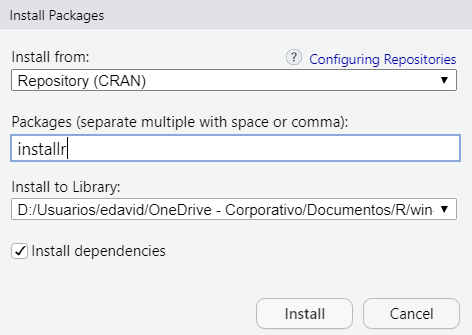 Install Packages
Install from:
? Configuring Repositories
Repository (CRAN)
Packages (separate multiple with space or comma):
installr
Install to Library:
D:/Usuarios/edavid/OneDrive - Corporativo/Documentos/R/win-
Install dependencies
Install
Cancel